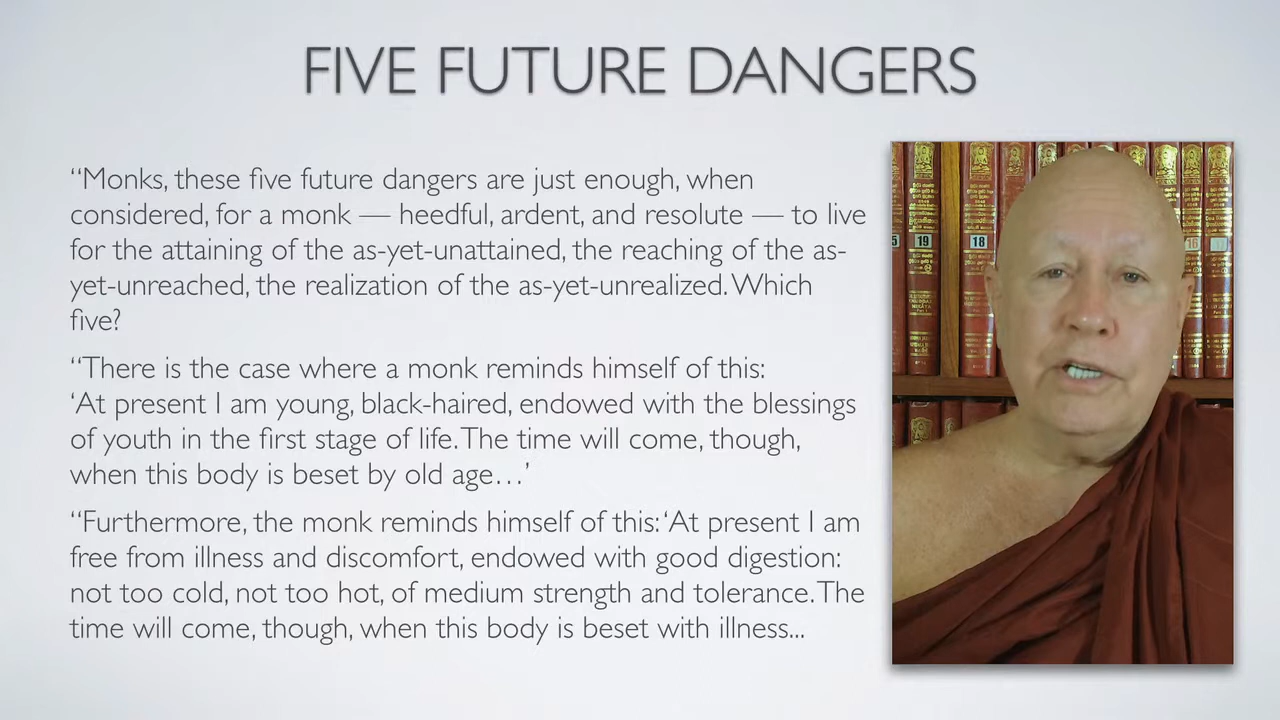 FIVE FUTURE DANGERS
“Monks, these five future dangers are just enough, when
considered, for a monk — heedful, ardent, and resolute — to live
for the attaining of the as-yet-unattained, the reaching of the as-
yet-unreached, the realization of the as-yet-unrealized. Which
five?
“There is the case where a monk reminds himself of this:
‘At present I am young, black-haired, endowed with the blessings
of youth in the first stage of life. The time will come, though,
when this body is beset by old age…’
“Furthermore, the monk reminds himself of this: ‘At present I am
free from illness and discomfort, endowed with good digestion:
not too cold, not too hot, of medium strength and tolerance. The
time will come, though, when this body is beset with illness...
19
18
16